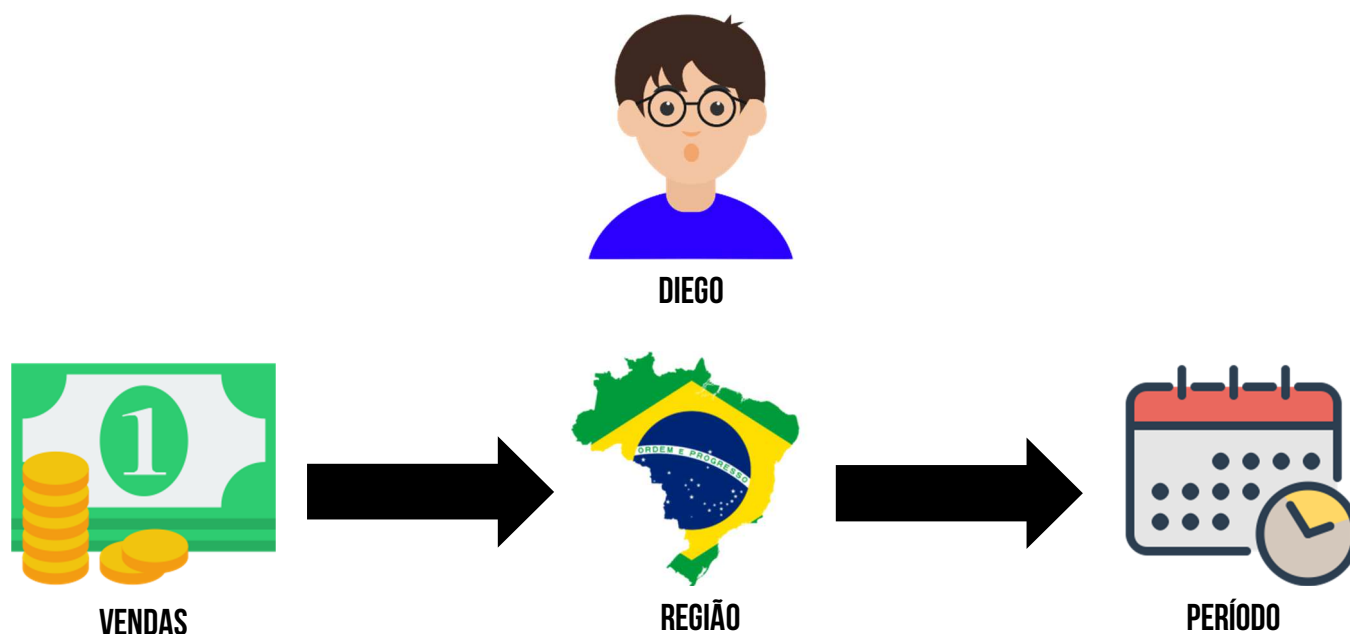 DIEGO
1
ORDEM E PROGRESSO
VENDAS
REGIÃO
PERÍODO